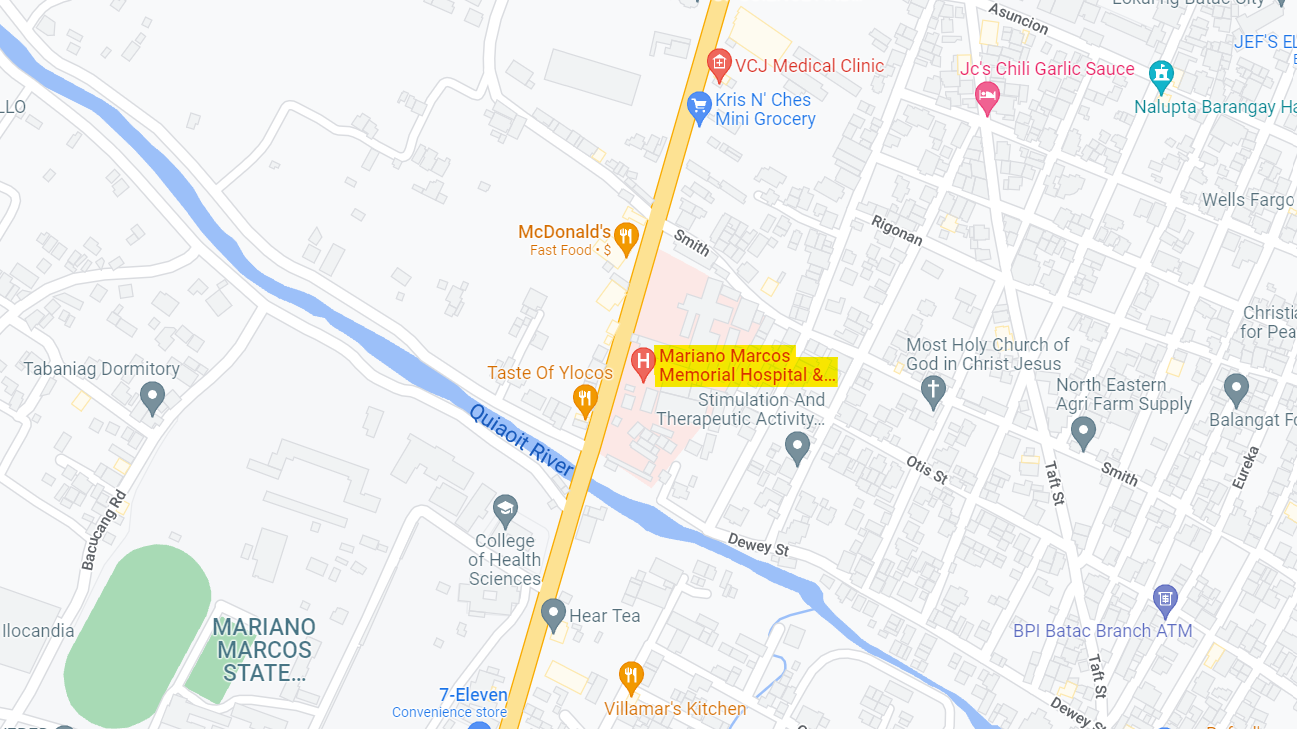 Lokal ng Batac City
Asuncion
JEF'S EL
VCJ Medical Clinic
Jc's Chili Garlic Sauce
Kris N' Ches
Mini Grocery
Nalupta Barangay Ha
LLO
Wells Fargo
McDonald's
Fast Food • $
Smith
Rigonan
Christia
for Pea
Most Holy Church of
God in Christ Jesus
Mariano Marcos
Memorial Hospital &...
Tabaniag Dormitory
Taste Of Ylocos
Stimulation And
Therapeutic Activity...
North Eastern
Agri Farm Supply
Balangat Fo
Quiaoit River
Otis St
Taft St
Smith
Eureka
Bacucang Rd
College
of Health
Sciences
Dewey St
Hear Tea
Ilocandia
MARIANO
MARCOS
STATE...
BPI Batac Branch ATM
Taft St
7-Eleven
Convenience store
Villamar's Kitchen
Dewey St